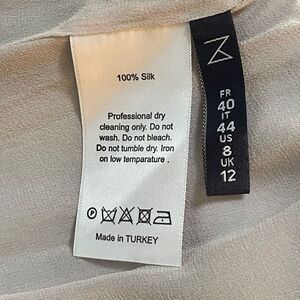 100% Silk
Professional dry
cleaning only. Do not
wash. Do not bleach.
Do not tumble dry. Iron
on low temparature .
P
Made in TURKEY
FR
40
IT
44
US
8
UK
12